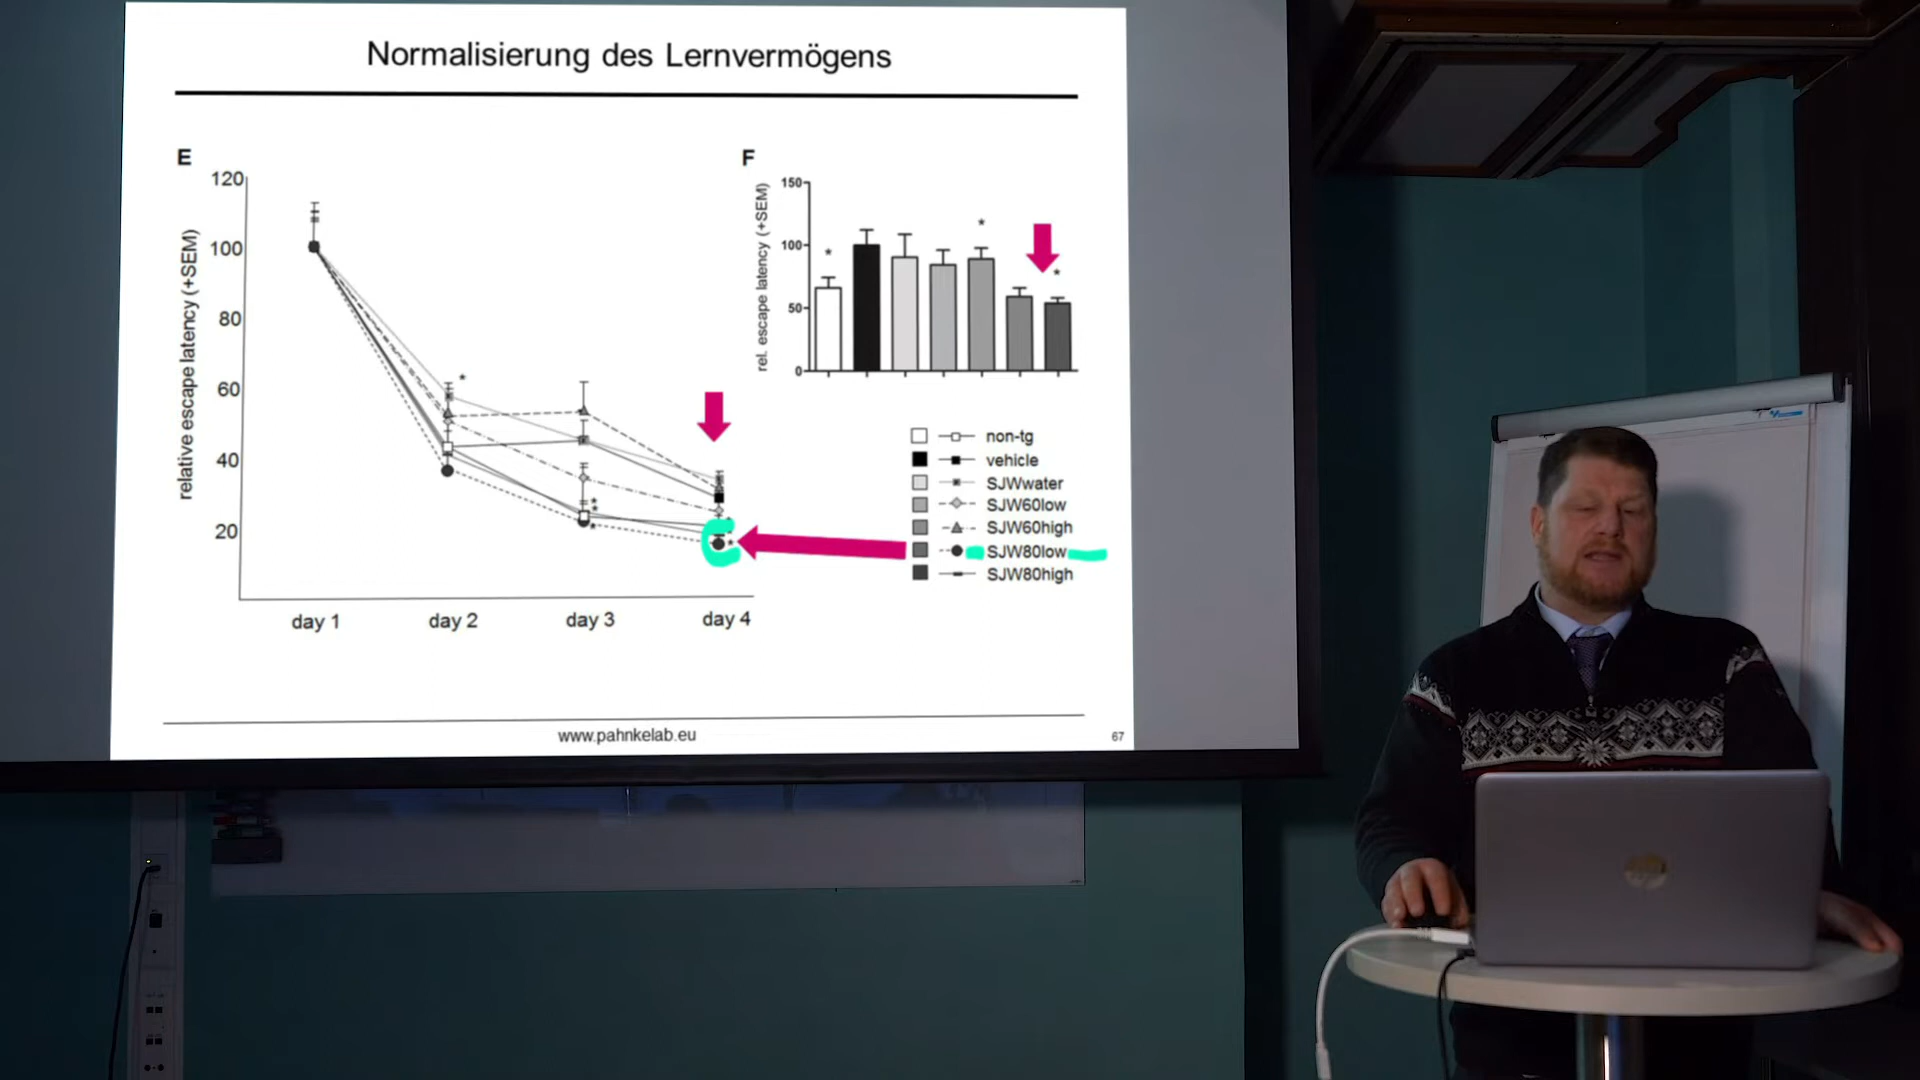 Normalisierung des Lernvermögens
E
relative escape latency (+SEM)
120
100
80
60
40
20
day 1
day 2
day 3
day 4
F
rel. escape latency (+SEM)
150
100
50
0
non-tg
vehicle
SJWwater
SJW60low
SJW60high
SJW80low
SJW80high
www.pahnkelab.eu
67